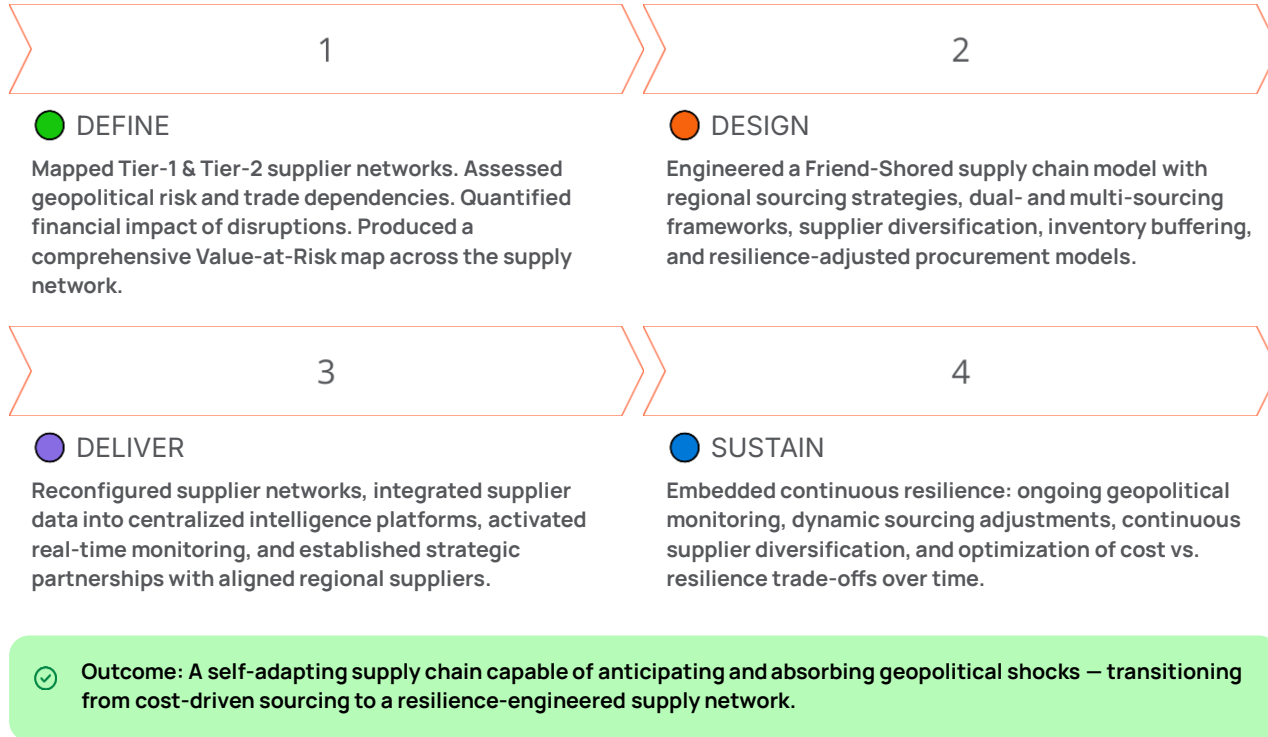 1
DEFINE
Mapped Tier-1 & Tier-2 supplier networks. Assessed
geopolitical risk and trade dependencies. Quantified
financial impact of disruptions. Produced a
comprehensive Value-at-Risk map across the supply
network.
2
DESIGN
Engineered a Friend-Shored supply chain model with
regional sourcing strategies, dual- and multi-sourcing
frameworks, supplier diversification, inventory buffering,
and resilience-adjusted procurement models.
3
DELIVER
Reconfigured supplier networks, integrated supplier
data into centralized intelligence platforms, activated
real-time monitoring, and established strategic
partnerships with aligned regional suppliers.
4
SUSTAIN
Embedded continuous resilience: ongoing geopolitical
monitoring, dynamic sourcing adjustments, continuous
supplier diversification, and optimization of cost vs.
resilience trade-offs over time.
Outcome: A self-adapting supply chain capable of anticipating and absorbing geopolitical shocks — transitioning
from cost-driven sourcing to a resilience-engineered supply network.